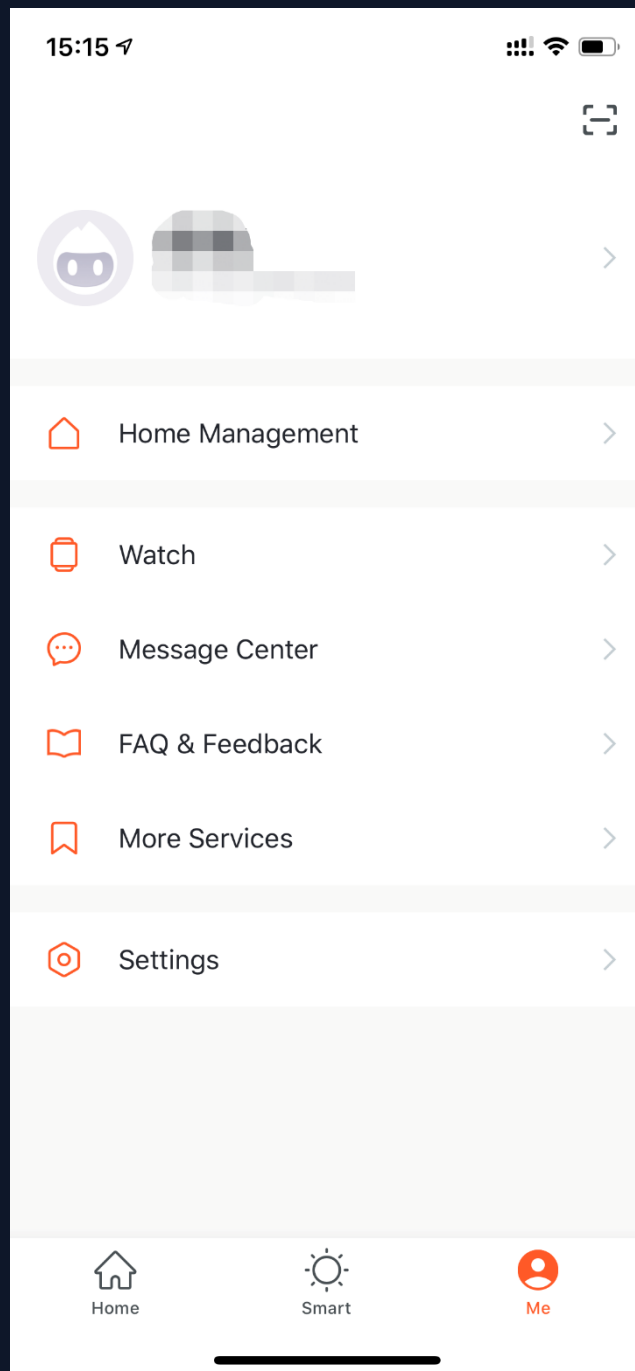 15:15
Home Management
Watch
Message Center
FAQ & Feedback
More Services
Settings
Home
Smart
Me